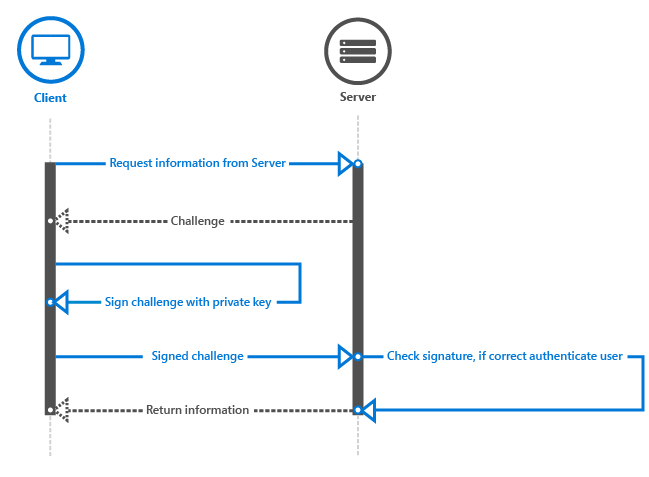 Client
Server
Request information from Server
Challenge
Sign challenge with private key
Signed challenge
Check signature, if correct authenticate user
Return information